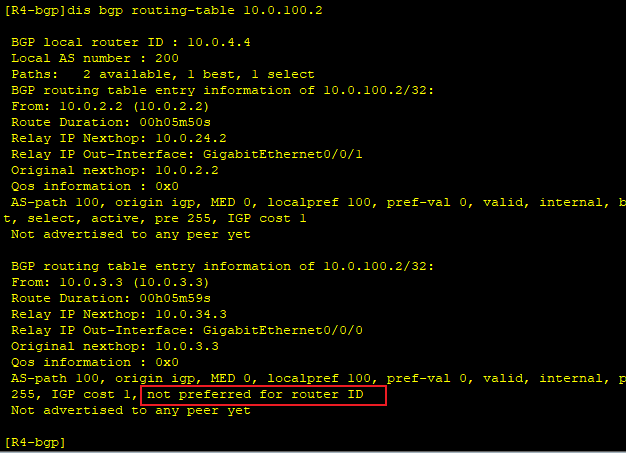 [R4-bgp]dis bgp routing-table 10.0.100.2
BGP local router ID : 10.0.4.4
Local AS number : 200
Paths:   2 available, 1 best, 1 select
BGP routing table entry information of 10.0.100.2/32:
From: 10.0.2.2 (10.0.2.2)
Route Duration: 00h05m50s
Relay IP Nexthop: 10.0.24.2
Relay IP Out-Interface: GigabitEthernet0/0/1
Original nexthop: 10.0.2.2
Qos information : 0x0
AS-path 100, origin igp, MED 0, localpref 100, pref-val 0, valid, internal, b
t, select, active, pre 255, IGP cost 1
Not advertised to any peer yet
BGP routing table entry information of 10.0.100.2/32:
From: 10.0.3.3 (10.0.3.3)
Route Duration: 00h05m59s
Relay IP Nexthop: 10.0.34.3
Relay IP Out-Interface: GigabitEthernet0/0/0
Original nexthop: 10.0.3.3
Qos information : 0x0
AS-path 100, origin igp, MED 0, localpref 100, pref-val 0, valid, internal, p
255, IGP cost 1, not preferred for router ID
Not advertised to any peer yet
[R4-bgp]